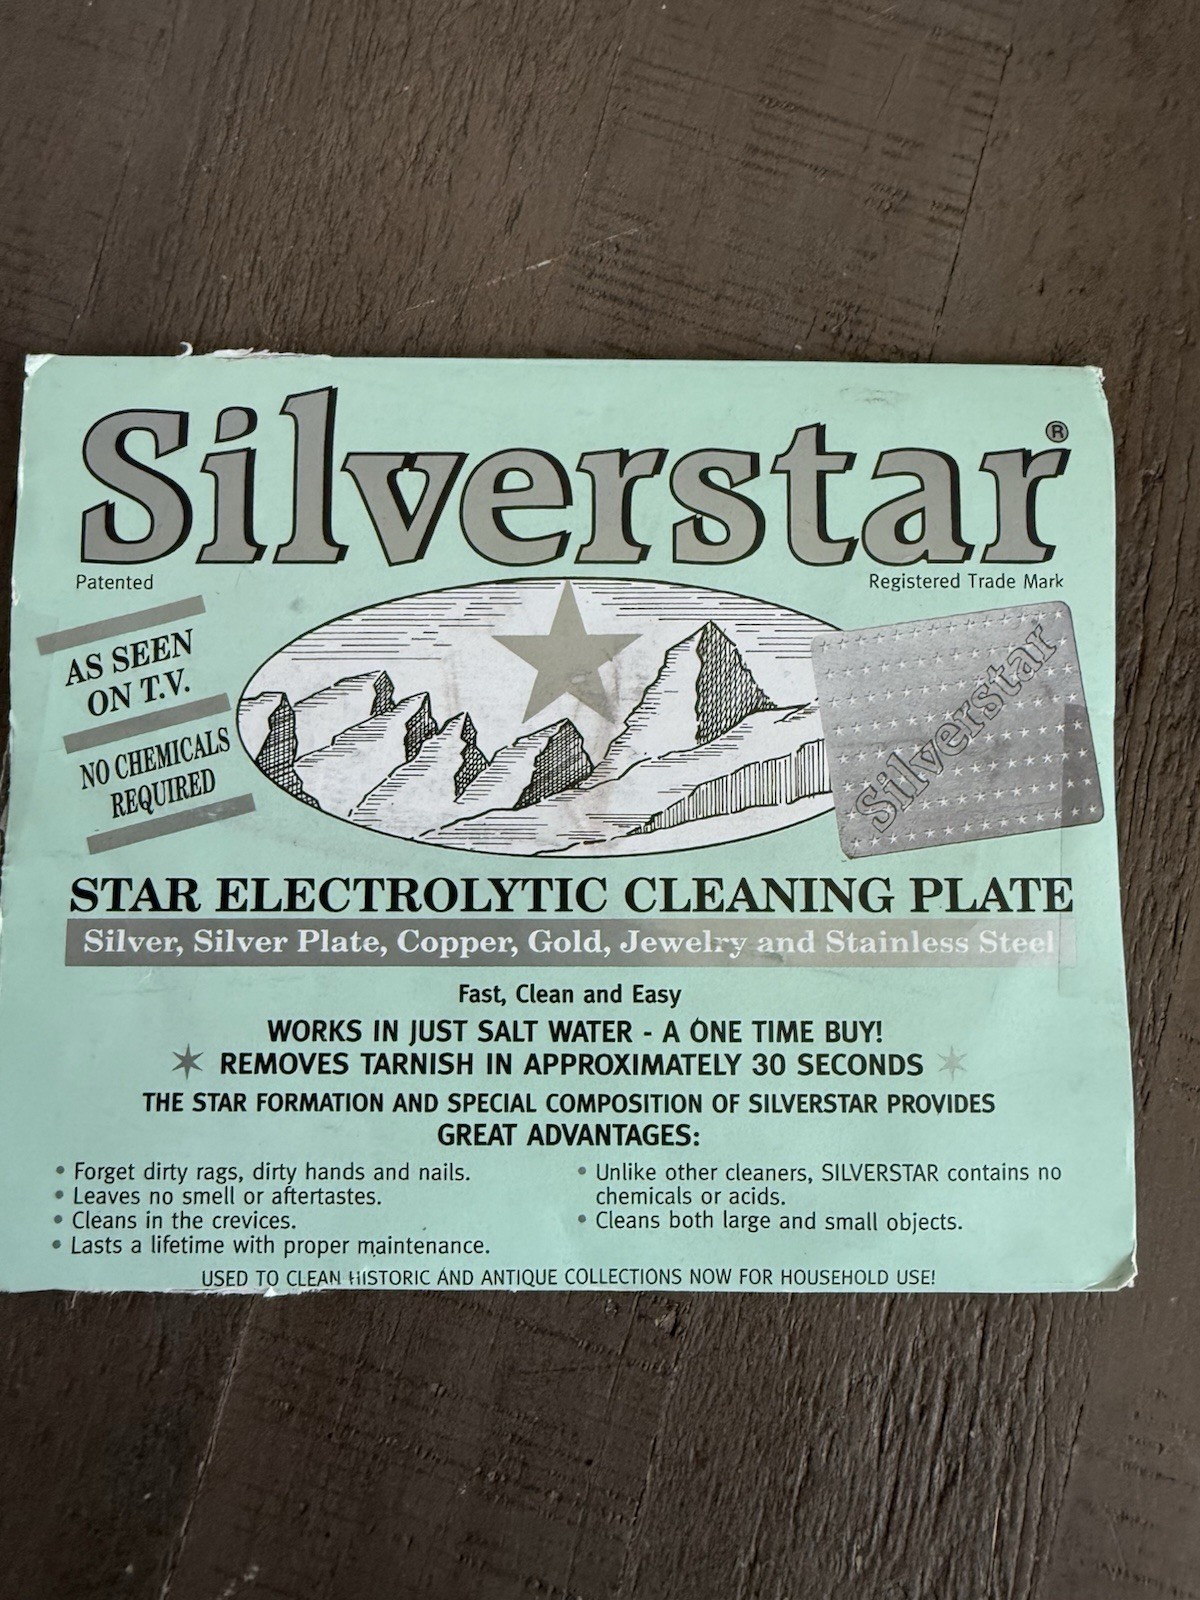 Silverstar®
Patented
Registered Trade Mark
AS SEEN
ON T.V.
NO CHEMICALS
REQUIRED
Silverstar
STAR ELECTROLYTIC CLEANING PLATE
Silver, Silver Plate, Copper, Gold, Jewelry and Stainless Steel
Fast, Clean and Easy
WORKS IN JUST SALT WATER - A ONE TIME BUY!
REMOVES TARNISH IN APPROXIMATELY 30 SECONDS
THE STAR FORMATION AND SPECIAL COMPOSITION OF SILVERSTAR PROVIDES
GREAT ADVANTAGES:
• Forget dirty rags, dirty hands and nails.
• Leaves no smell or aftertastes.
• Cleans in the crevices.
• Lasts a lifetime with proper maintenance.
• Unlike other cleaners, SILVERSTAR contains no
chemicals or acids.
• Cleans both large and small objects.
USED TO CLEAN HISTORIC AND ANTIQUE COLLECTIONS NOW FOR HOUSEHOLD USE!